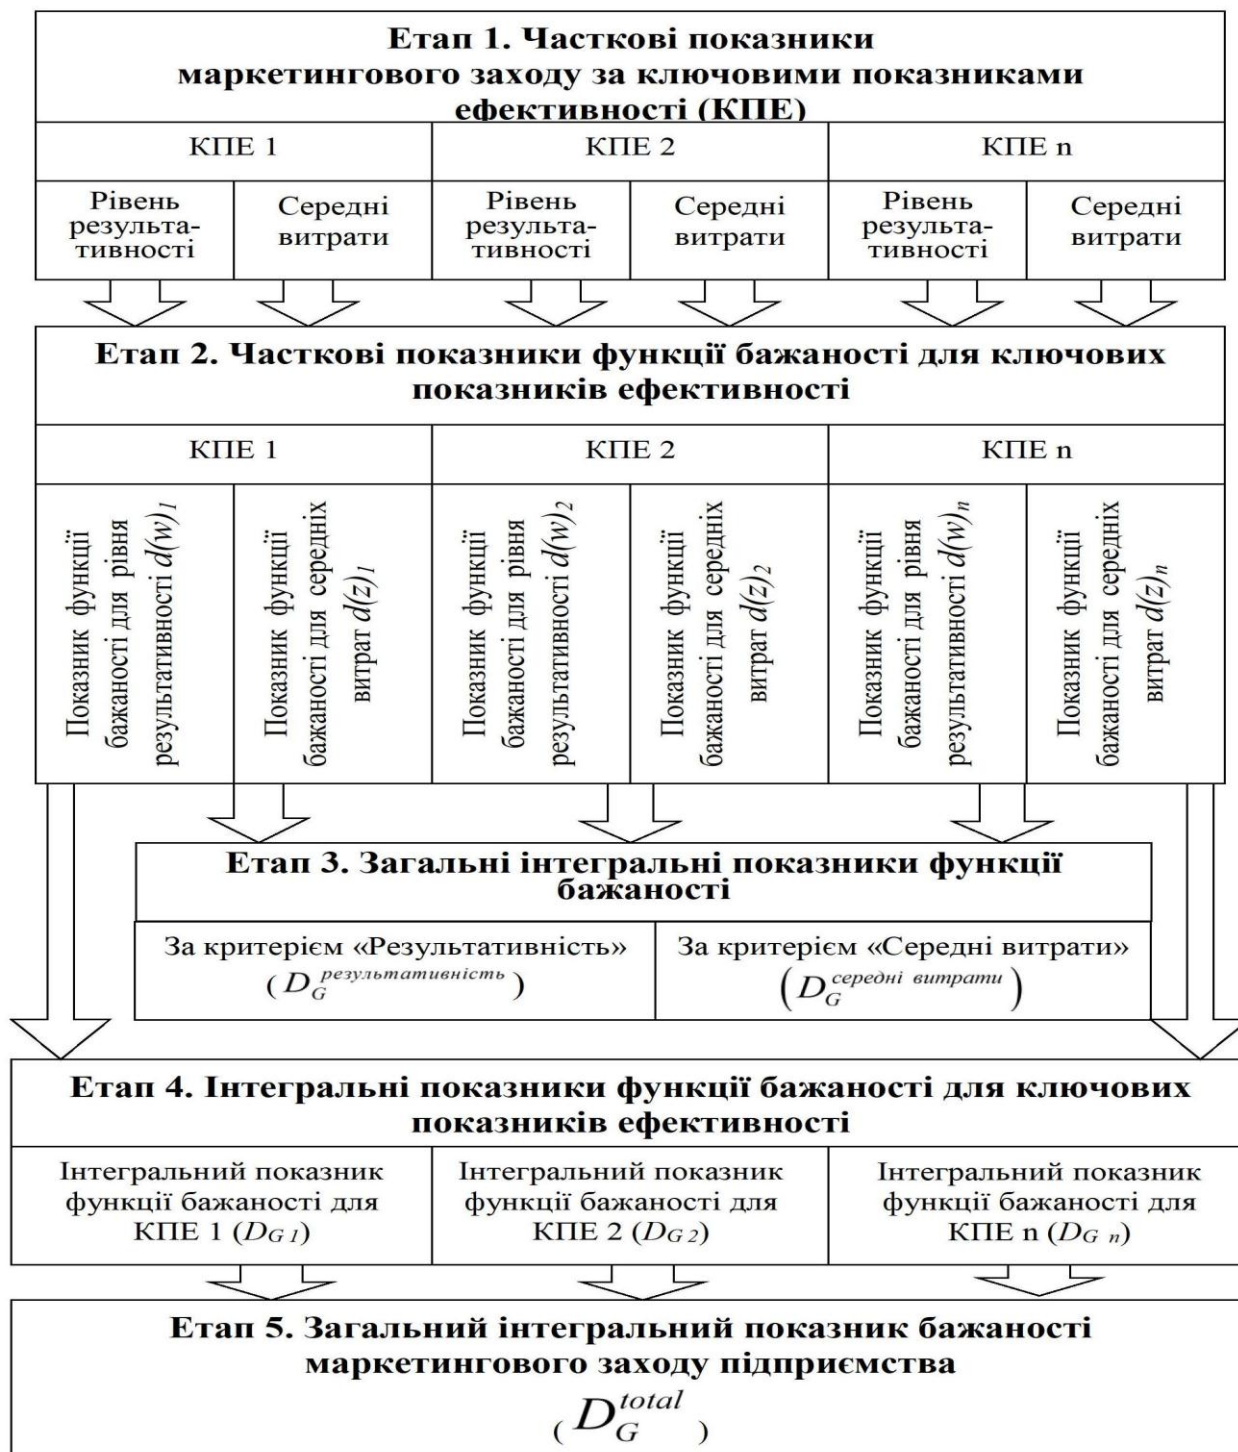 Етап 1. Часткові показники
маркетингового заходу за ключовими показниками
ефективності (КПЕ)
КПЕ 1
КПЕ 2
КПЕ n
Рівень
результа-
тивності
Середні
витрати
Рівень
результа-
тивності
Середні
витрати
Рівень
результа-
тивності
Середні
витрати
Етап 2. Часткові показники функції бажаності для ключових
показників ефективності
КПЕ 1
КПЕ 2
КПЕ n
Показник функції
бажаності для рівня
результативності d(w)1
Показник функції
бажаності для середніх
витрат d(z)1
Показник функції
бажаності для рівня
результативності d(w)2
Показник функції
бажаності для середніх
витрат d(z)2
Показник функції
бажаності для рівня
результативності d(w)n
Показник функції
бажаності для середніх
витрат d(z)n
Етап 3. Загальні інтегральні показники функції
бажаності
За критерієм «Результативність»
( D_G^результативність )
За критерієм «Середні витрати»
( D_G^середні витрати )
Етап 4. Інтегральні показники функції бажаності для ключових
показників ефективності
Інтегральний показник
функції бажаності для
КПЕ 1 (DG 1)
Інтегральний показник
функції бажаності для
КПЕ 2 (DG 2)
Інтегральний показник
функції бажаності для
КПЕ n (DG n)
Етап 5. Загальний інтегральний показник бажаності
маркетингового заходу підприємства
( D_G^total )